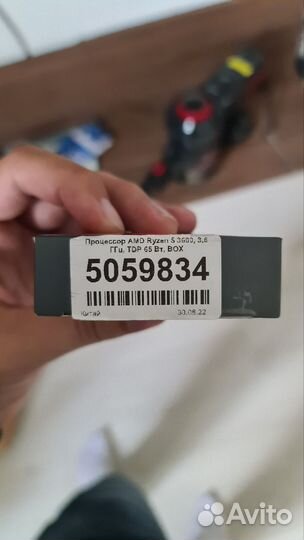 Процессор AMD Ryzen 5 3600, 3,6
ГГц, TDP 65 Вт, BOX
5059834
Китай
30.08.22
Avito